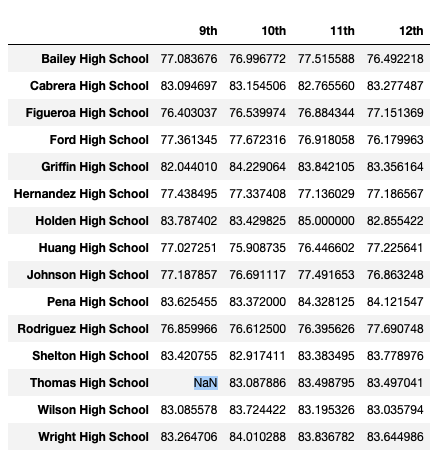 9th 10th 11th 12th
Bailey High School 77.083676 76.996772 77.515588 76.492218
Cabrera High School 83.094697 83.154506 82.765560 83.277487
Figueroa High School 76.403037 76.539974 76.884344 77.151369
Ford High School 77.361345 77.672316 76.918058 76.179963
Griffin High School 82.044010 84.229064 83.842105 83.356164
Hernandez High School 77.438495 77.337408 77.136029 77.186567
Holden High School 83.787402 83.429825 85.000000 82.855422
Huang High School 77.027251 75.908735 76.446602 77.225641
Johnson High School 77.187857 76.691117 77.491653 76.863248
Pena High School 83.625455 83.372000 84.328125 84.121547
Rodriguez High School 76.859966 76.612500 76.395626 77.690748
Shelton High School 83.420755 82.917411 83.383495 83.778976
Thomas High School NaN 83.087886 83.498795 83.497041
Wilson High School 83.085578 83.724422 83.195326 83.035794
Wright High School 83.264706 84.010288 83.836782 83.644986